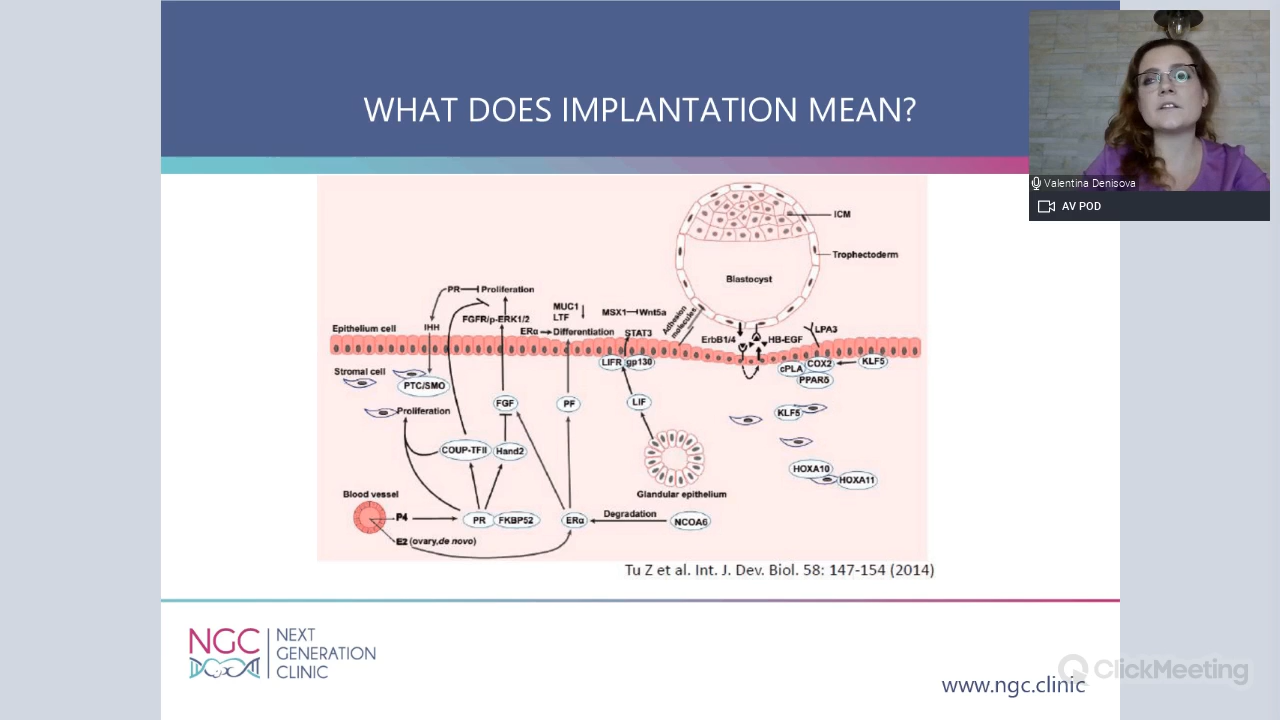 WHAT DOES IMPLANTATION MEAN?
Valentina Denisova
AV POD
ICM
Trophectoderm
Blastocyst
PR
Proliferation
MUC1
LTF
MSX1
Wnt5a
Adhesion
molecules
Epithelium cell
IHH
FGFR/p-ERK1/2
ERα
Differentiation
STAT3
ErbB1/4
HB-EGF
LPA3
LIFR
gp130
cPLA
COX2
KLF5
PPARδ
Stromal cell
PTC/SMO
Proliferation
FGF
PF
LIF
KLF5
COUP-TFII
Hand2
HOXA10
HOXA11
Glandular epithelium
Blood vessel
P4
PR
FKBP52
ERα
Degradation
NCOA6
E2 (ovary,de novo)
Tu Z et al. Int. J. Dev. Biol. 58: 147-154 (2014)
NGC
NEXT
GENERATION
CLINIC
ClickMeeting
www.ngc.clinic